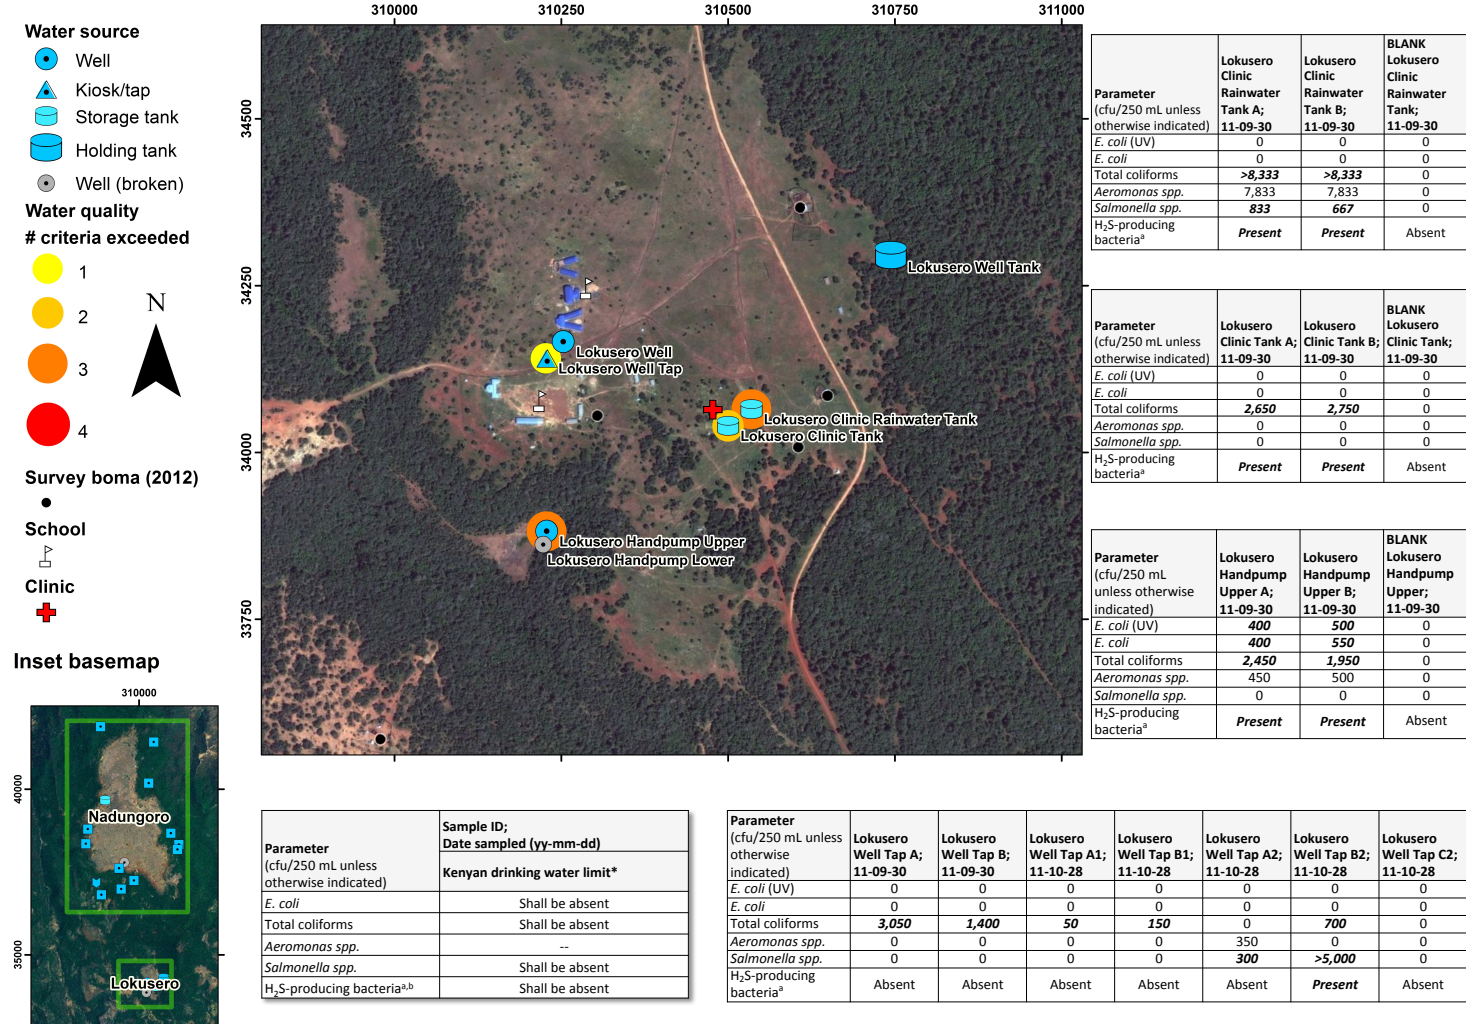 Water source
Well
Kiosk/tap
Storage tank
Holding tank
Well (broken)
Water quality
# criteria exceeded
1
2
3
4
N
Survey boma (2012)
School
Clinic
Inset basemap
310000
40000
35000
Nadungoro
Lokusero
310000 310250 310500 310750 311000
34500
34250
34000
33750
Lokusero Well Tank
Lokusero Well
Lokusero Well Tap
Lokusero Clinic Rainwater Tank
Lokusero Clinic Tank
Lokusero Handpump Upper
Lokusero Handpump Lower
Parameter (cfu/250 mL unless otherwise indicated) | Lokusero Clinic Rainwater Tank A; 11-09-30 | Lokusero Clinic Rainwater Tank B; 11-09-30 | BLANK Lokusero Clinic Rainwater Tank; 11-09-30
E. coli (UV) 0 0 0
E. coli 0 0 0
Total coliforms >8,333 >8,333 0
Aeromonas spp. 7,833 7,833 0
Salmonella spp. 833 667 0
H₂S-producing bacteriaᵃ Present Present Absent
Parameter (cfu/250 mL unless otherwise indicated) | Lokusero Clinic Tank A; 11-09-30 | Lokusero Clinic Tank B; 11-09-30 | BLANK Lokusero Clinic Tank; 11-09-30
E. coli (UV) 0 0 0
E. coli 0 0 0
Total coliforms 2,650 2,750 0
Aeromonas spp. 0 0 0
Salmonella spp. 0 0 0
H₂S-producing bacteriaᵃ Present Present Absent
Parameter (cfu/250 mL unless otherwise indicated) | Lokusero Handpump Upper A; 11-09-30 | Lokusero Handpump Upper B; 11-09-30 | BLANK Lokusero Handpump Upper; 11-09-30
E. coli (UV) 400 500 0
E. coli 400 550 0
Total coliforms 2,450 1,950 0
Aeromonas spp. 450 500 0
Salmonella spp. 0 0 0
H₂S-producing bacteriaᵃ Present Present Absent
Parameter (cfu/250 mL unless otherwise indicated) | Sample ID; Date sampled (yy-mm-dd)
Kenyan drinking water limit*
E. coli Shall be absent
Total coliforms Shall be absent
Aeromonas spp. --
Salmonella spp. Shall be absent
H₂S-producing bacteriaᵃ,ᵇ Shall be absent
Parameter (cfu/250 mL unless otherwise indicated) | Lokusero Well Tap A; 11-09-30 | Lokusero Well Tap B; 11-09-30 | Lokusero Well Tap A1; 11-10-28 | Lokusero Well Tap B1; 11-10-28 | Lokusero Well Tap A2; 11-10-28 | Lokusero Well Tap B2; 11-10-28 | Lokusero Well Tap C2; 11-10-28
E. coli (UV) 0 0 0 0 0 0 0
E. coli 0 0 0 0 0 0 0
Total coliforms 3,050 1,400 50 150 0 700 0
Aeromonas spp. 0 0 0 0 350 0 0
Salmonella spp. 0 0 0 0 300 >5,000 0
H₂S-producing bacteriaᵃ Absent Absent Absent Absent Absent Present Absent